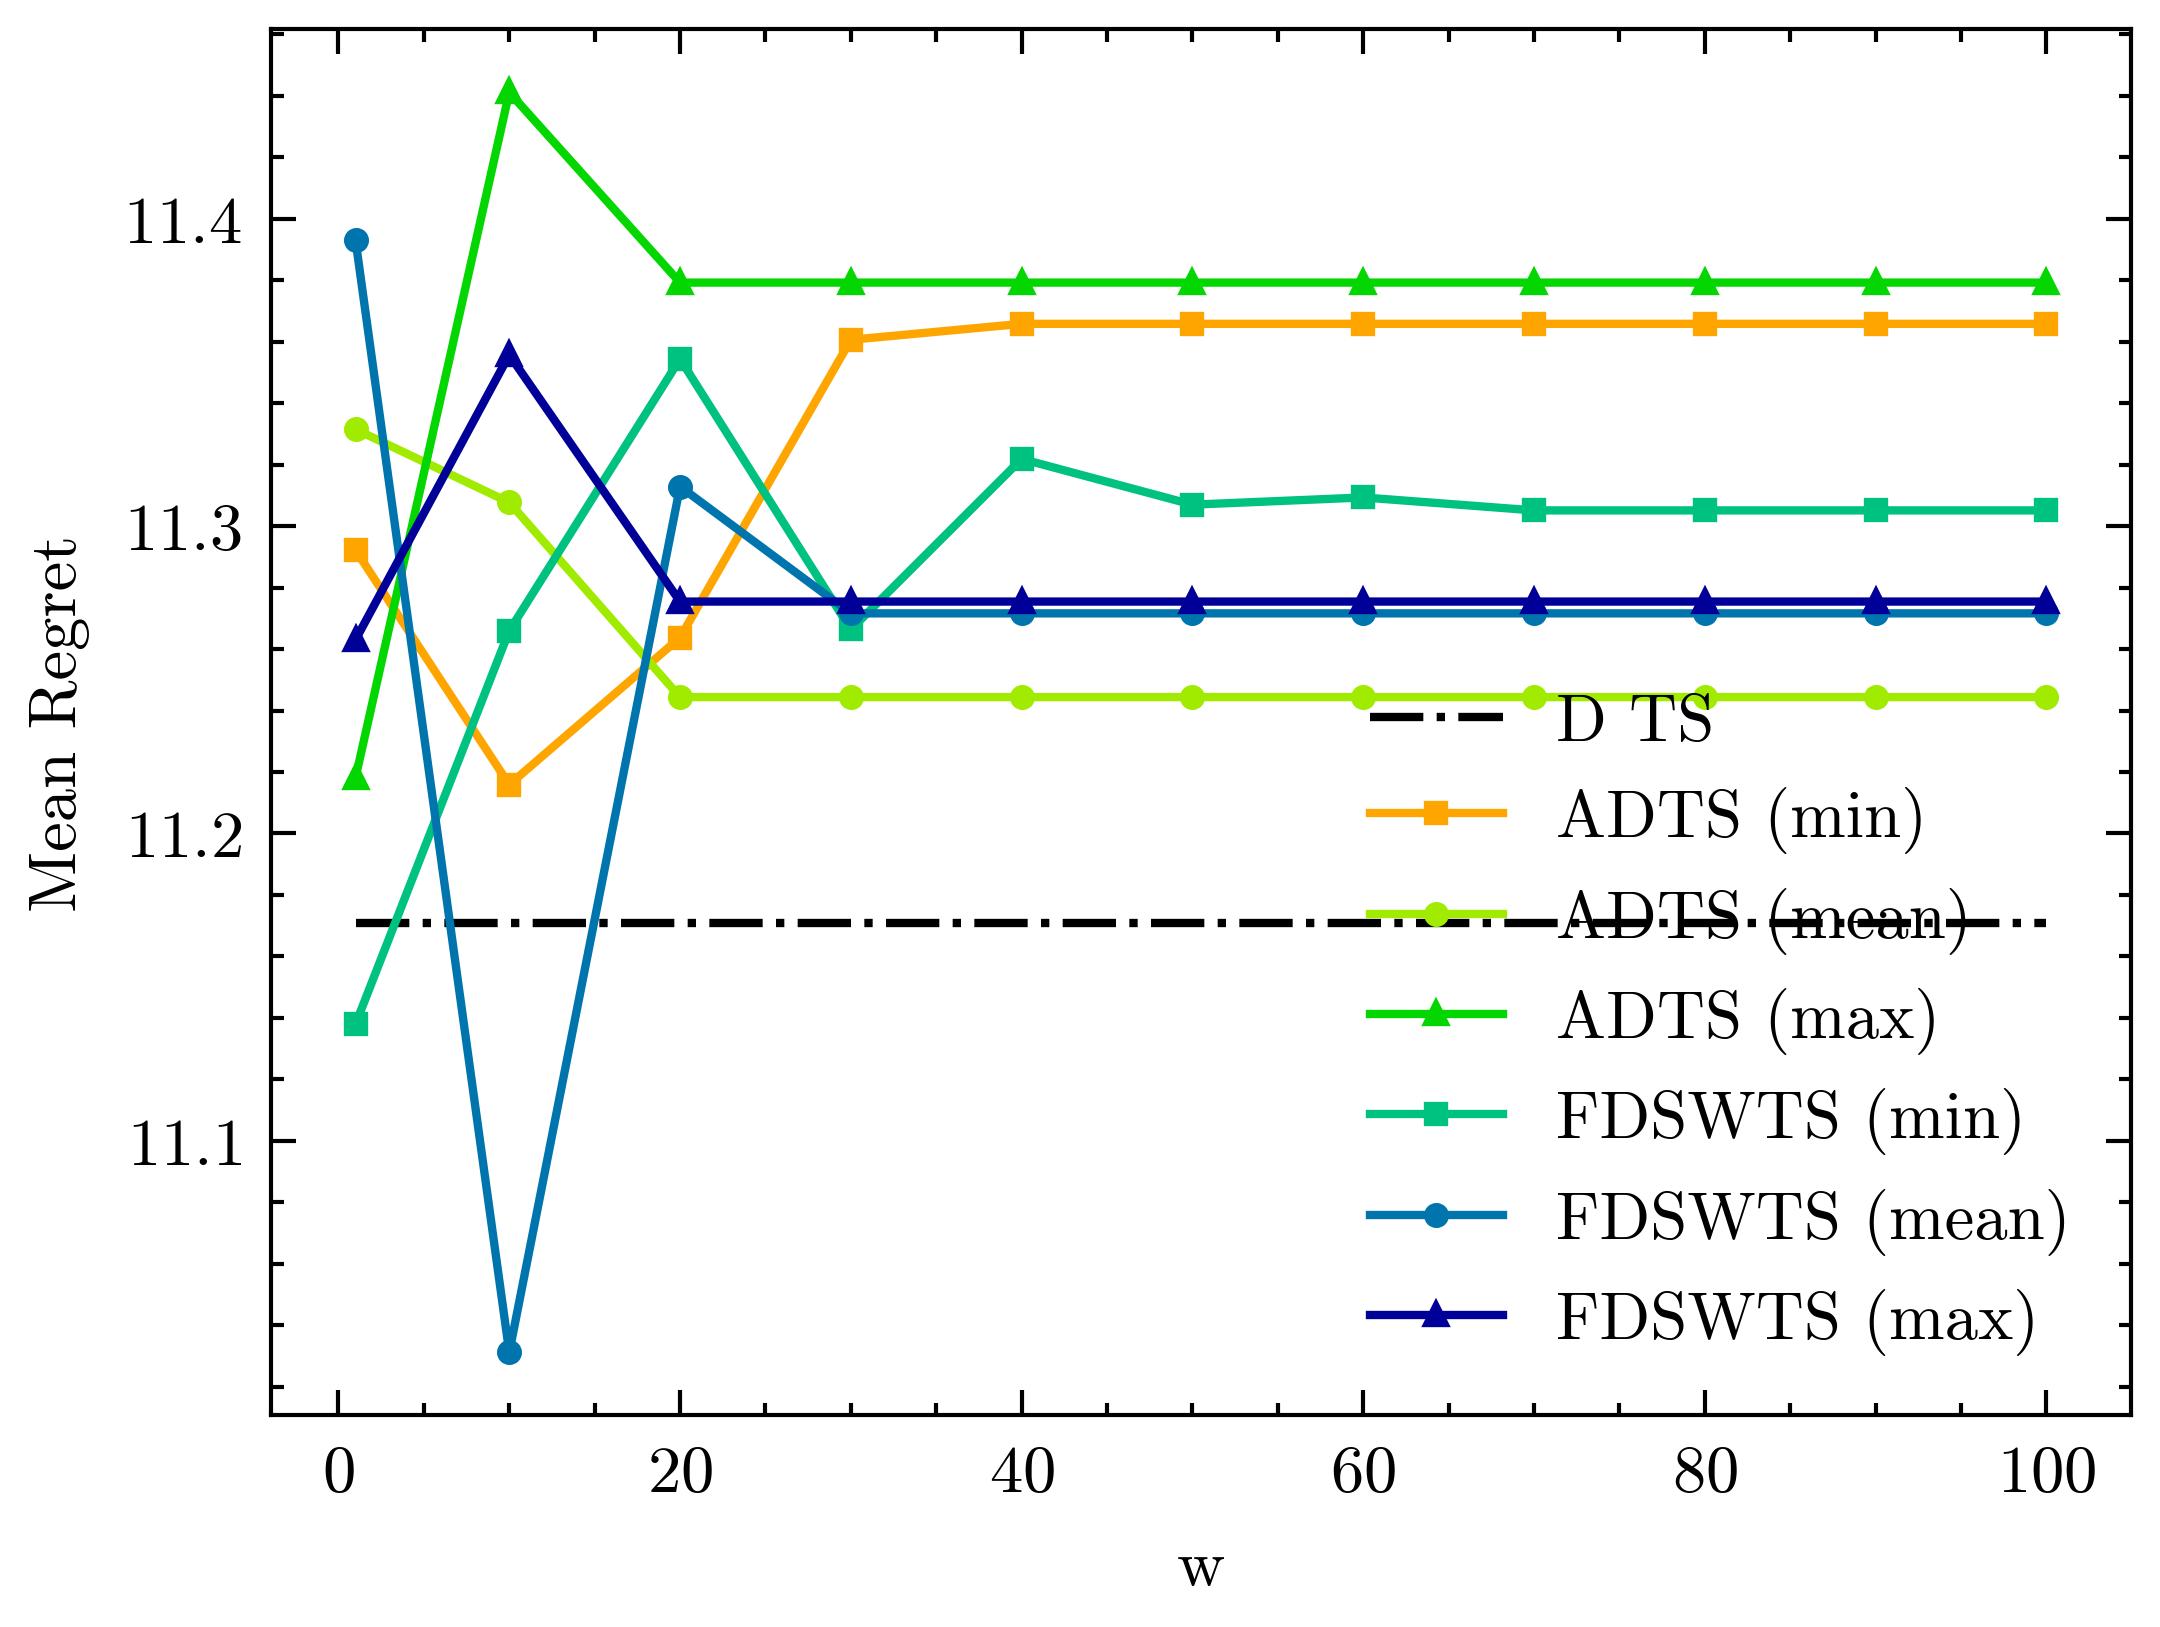 11.4
11.3
11.2
11.1
Mean Regret
0 20 40 60 80 100
w
D TS
ADTS (min)
ADTS (mean)
ADTS (max)
FDSWTS (min)
FDSWTS (mean)
FDSWTS (max)